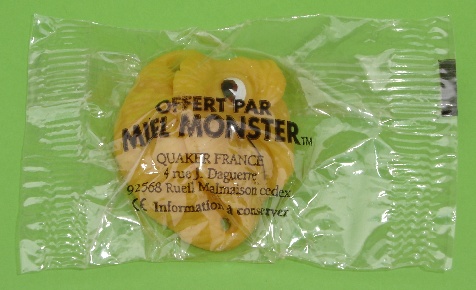 OFFERT PAR
MIEL MONSTER™
QUAKER FRANCE
4 rue J. Daguerre
92568 Rueil Malmaison cedex
CE Information à conserver